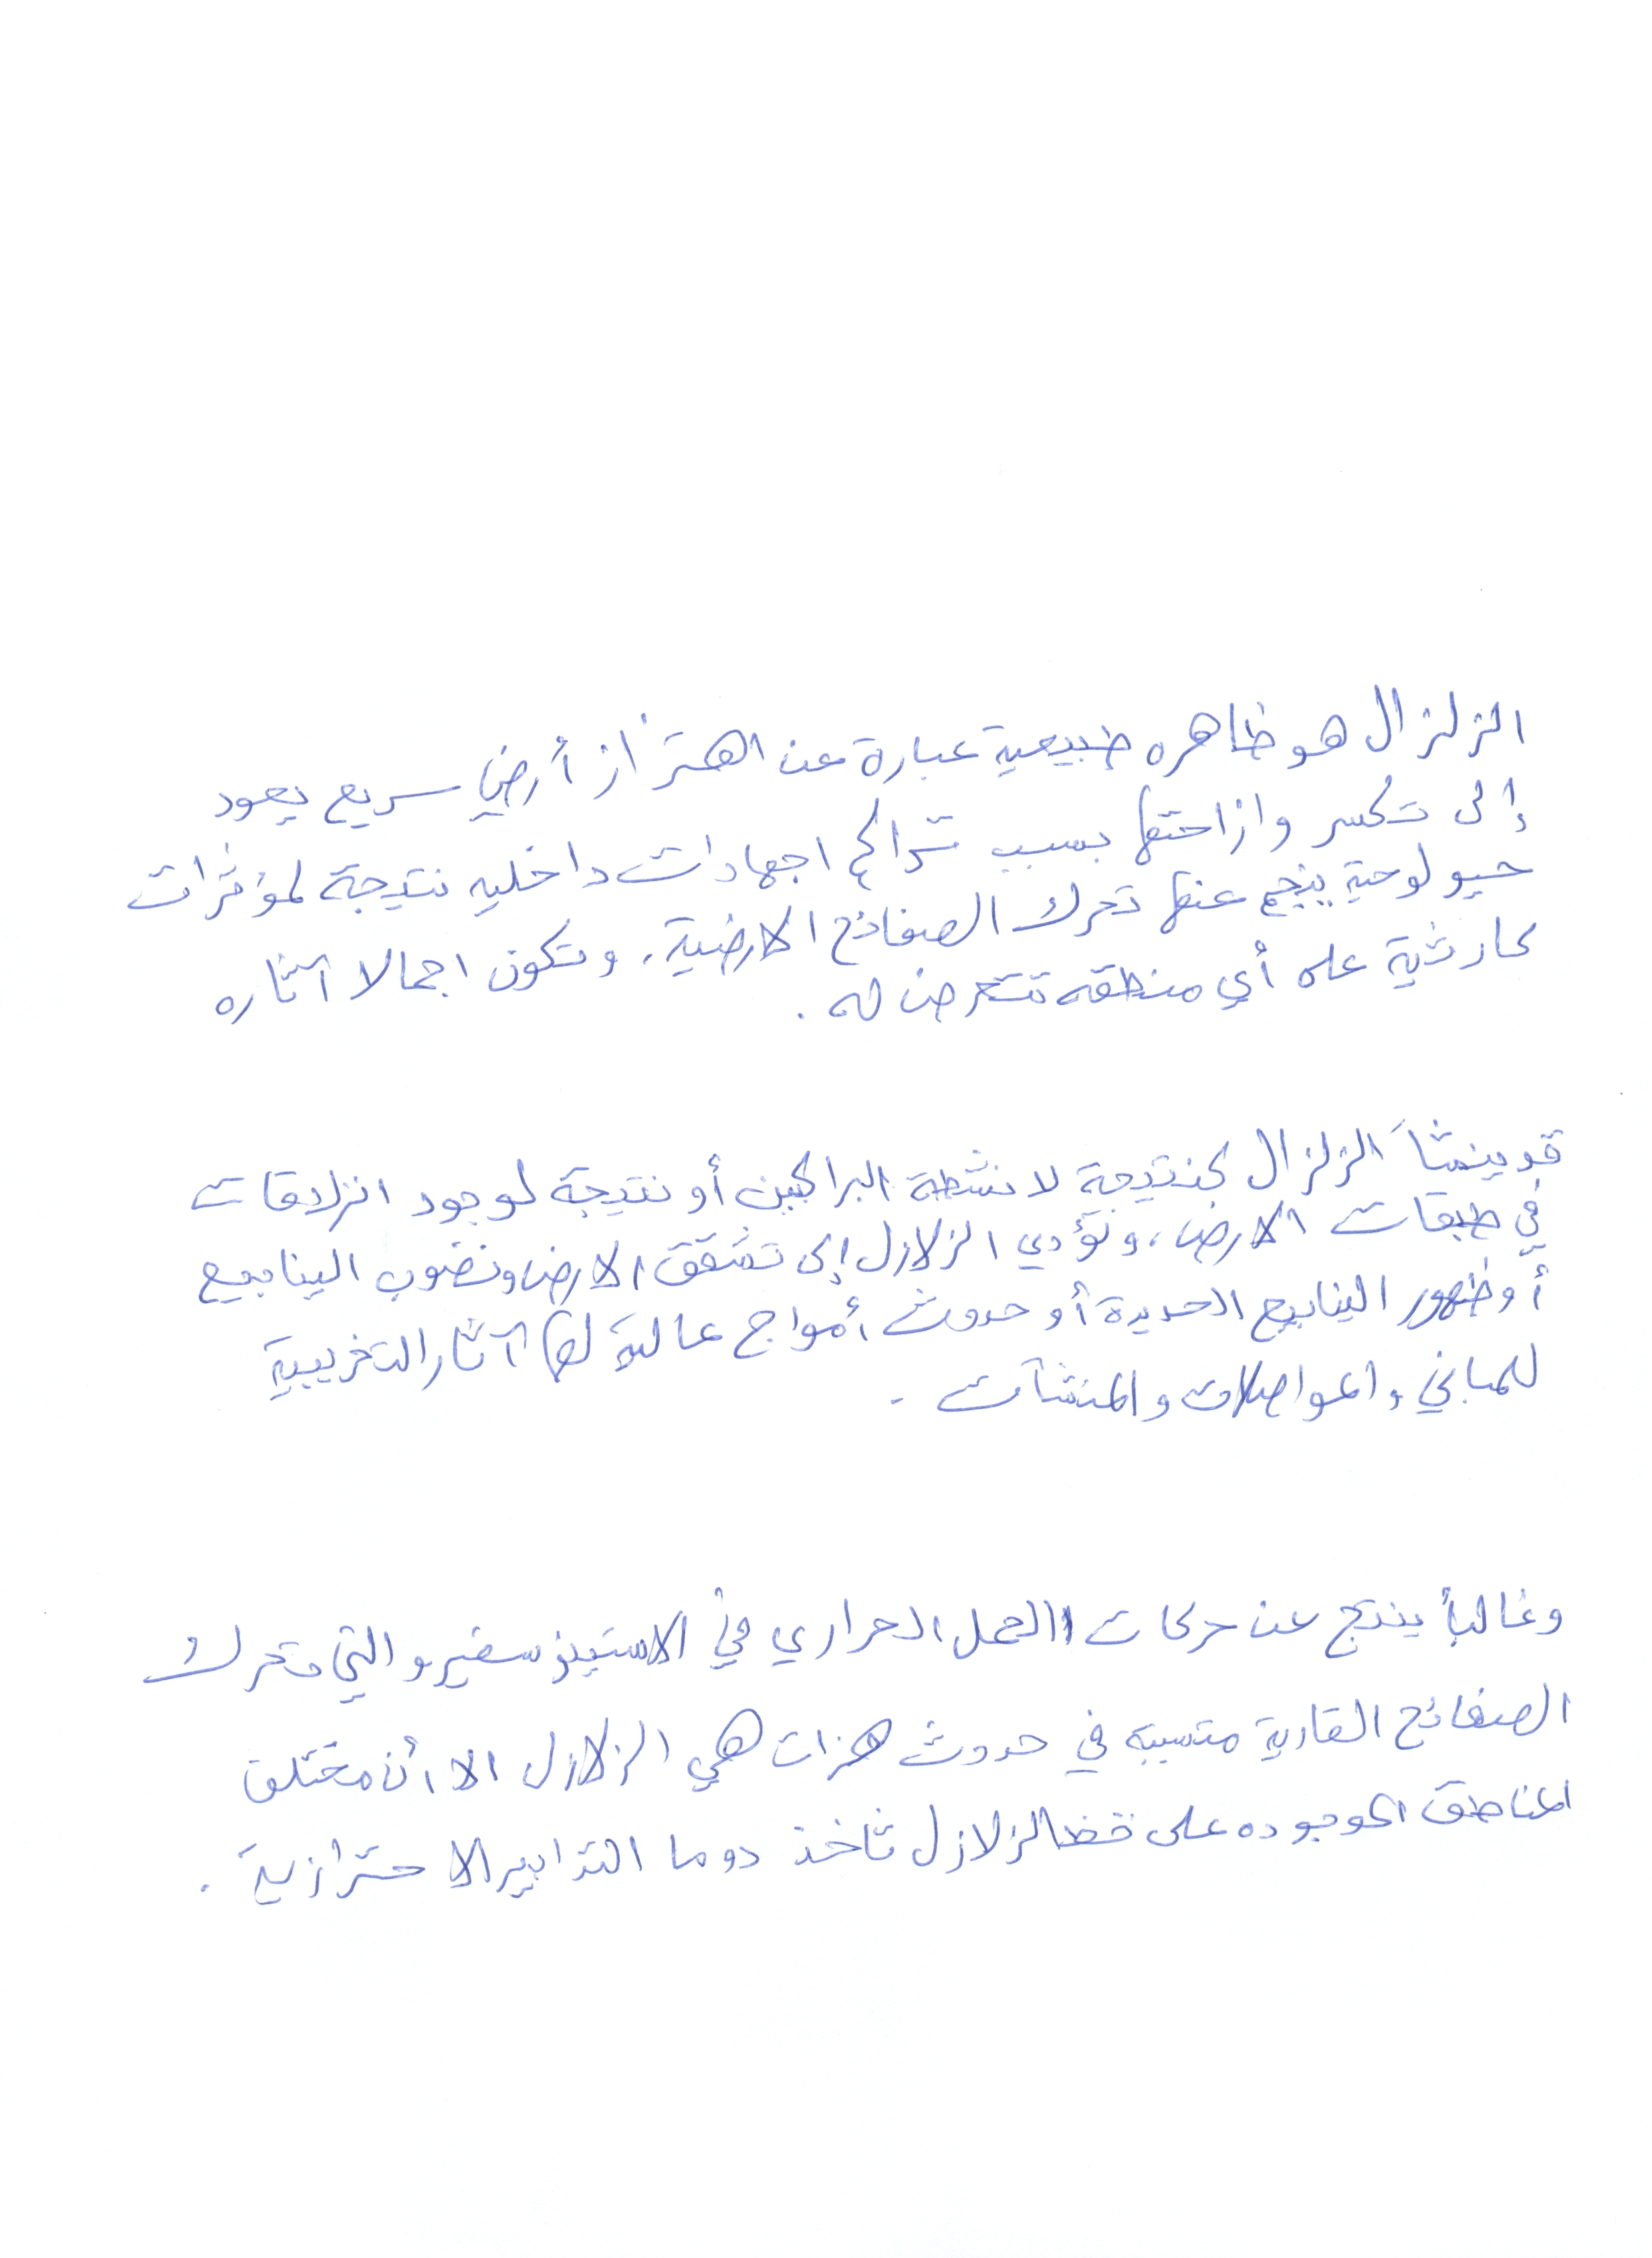 الزلزال هو ظاهره طبيعية عبارة عن اهتزاز أرضي سريع يعود
إلى تكسر وازاحتها بسبب تراكم اجهادات داخليه نتيجة لمؤثرات
جيولوجية ينجم عنها تحرك الصفائح الارضية. وتكون اجمالا آثاره
كارثية على أي منطقه تتعرض له.
قد ينشأ الزلزال كنتيجة لانشطة البراكين أو نتيجة لوجود انزلاقات
في طبقات الارض، وتؤدي الزلازل إلى تشقق الارض ونضوب الينابيع
أو ظهور الينابيع الجديدة أو حدوث أمواج عالية لها آثار التخريبية
للمباني والمواصلات والمنشآت.
وغالباً ينتج عن حركات الحمل الحراري في الاستينوسفير والتي تحرك
الصفائح القارية متسببه في حدوث هزات هي الزلازل الا أن مختلف
المناطق الموجوده على خط الزلازل تأخذ دوما التدابير الاحترازية.